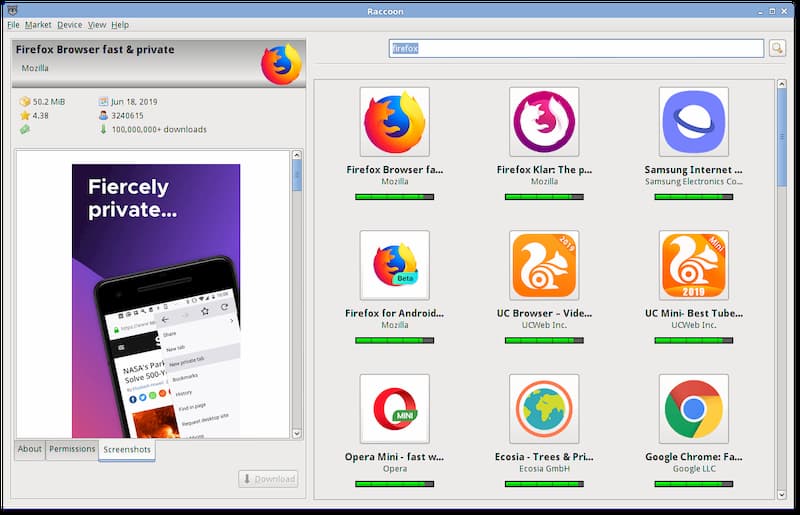 Raccoon
File Market Device View Help
Firefox Browser fast & private
Mozilla
50.2 MiB
Jun 18, 2019
4.38
3240615
100,000,000+ downloads
Fiercely
private...
https://www
Share
New tab
New private tab
Bookmarks
History
Find in page
Request desktop site
NASA's
Solve 500-Y
About
Permissions
Screenshots
Download
firefox
Firefox Browser fa...
Mozilla
Firefox Klar: The p...
Mozilla
Samsung Internet ...
Samsung Electronics Co...
Beta
Firefox for Android...
Mozilla
2019
UC Browser – Vide...
UCWeb Inc.
Mini
2019
UC Mini- Best Tube...
UCWeb Inc.
MINI
Opera Mini - fast w...
Opera
Ecosia - Trees & Pri...
Ecosia GmbH
Google Chrome: Fa...
Google LLC